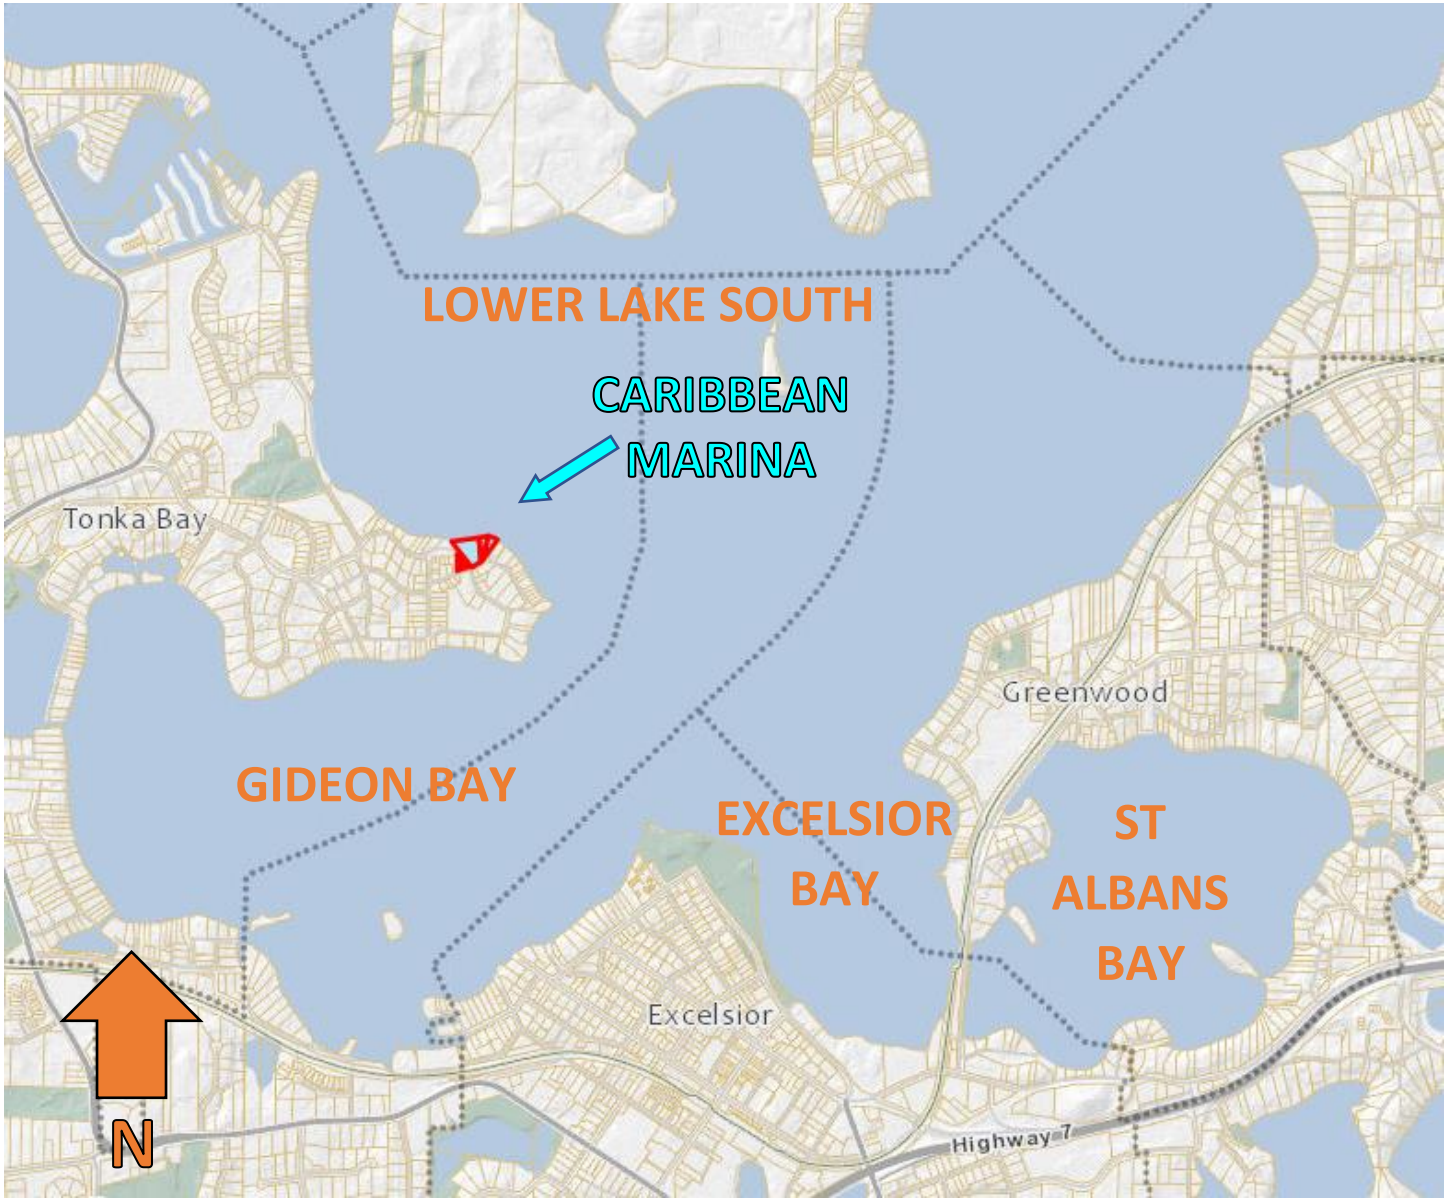 LOWER LAKE SOUTH
CARIBBEAN
MARINA
Tonka Bay
Greenwood
GIDEON BAY
EXCELSIOR
BAY
ST
ALBANS
BAY
Excelsior
Highway 7
N